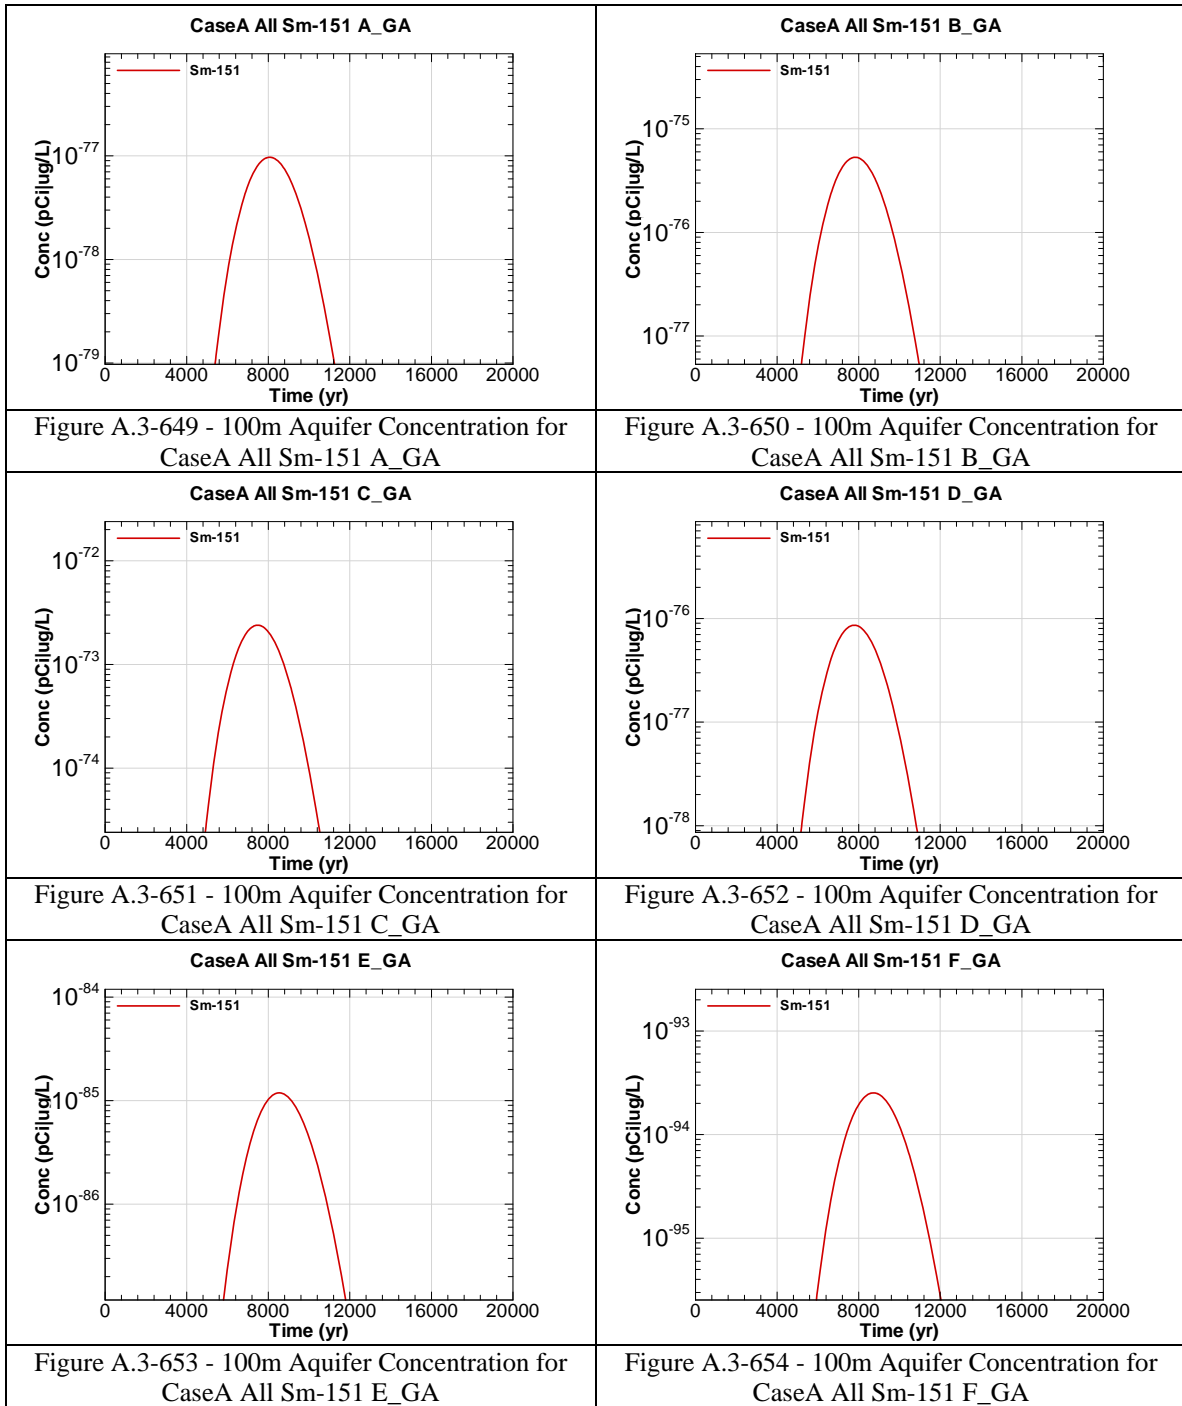 CaseA All Sm-151 A_GA
Sm-151
Conc (pCi|ug/L)
10^-77
10^-78
10^-79
0 4000 8000 12000 16000 20000
Time (yr)
Figure A.3-649 - 100m Aquifer Concentration for
CaseA All Sm-151 A_GA
CaseA All Sm-151 B_GA
Sm-151
Conc (pCi|ug/L)
10^-75
10^-76
10^-77
0 4000 8000 12000 16000 20000
Time (yr)
Figure A.3-650 - 100m Aquifer Concentration for
CaseA All Sm-151 B_GA
CaseA All Sm-151 C_GA
Sm-151
Conc (pCi|ug/L)
10^-72
10^-73
10^-74
0 4000 8000 12000 16000 20000
Time (yr)
Figure A.3-651 - 100m Aquifer Concentration for
CaseA All Sm-151 C_GA
CaseA All Sm-151 D_GA
Sm-151
Conc (pCi|ug/L)
10^-76
10^-77
10^-78
0 4000 8000 12000 16000 20000
Time (yr)
Figure A.3-652 - 100m Aquifer Concentration for
CaseA All Sm-151 D_GA
CaseA All Sm-151 E_GA
Sm-151
Conc (pCi|ug/L)
10^-84
10^-85
10^-86
0 4000 8000 12000 16000 20000
Time (yr)
Figure A.3-653 - 100m Aquifer Concentration for
CaseA All Sm-151 E_GA
CaseA All Sm-151 F_GA
Sm-151
Conc (pCi|ug/L)
10^-93
10^-94
10^-95
0 4000 8000 12000 16000 20000
Time (yr)
Figure A.3-654 - 100m Aquifer Concentration for
CaseA All Sm-151 F_GA